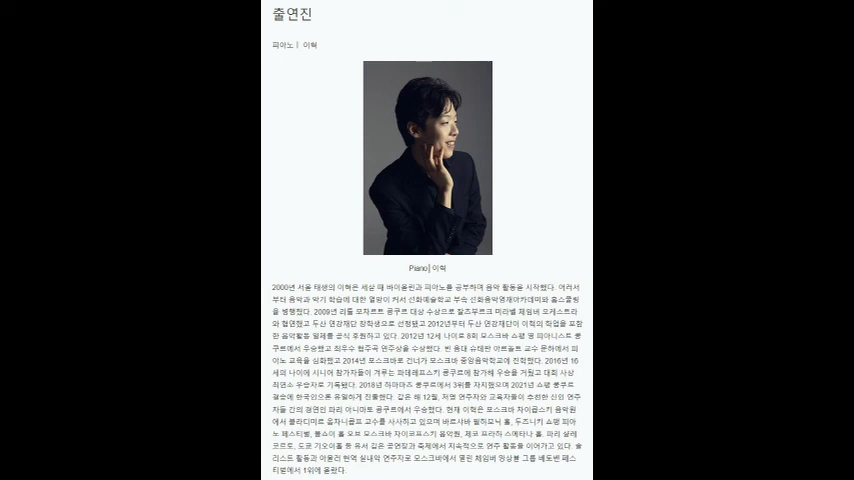 출연진
피아노ㅣ 이혁
Piano| 이혁
2000년 서울 태생의 이혁은 세살 때 바이올린과 피아노를 공부하며 음악 활동을 시작했다. 어려서
부터 음악과 악기 학습에 대한 열망이 커서 선화예술학교 부속 선화음악영재아카데미와 홈스쿨링
을 병행했다. 2009년 리틀 모차르트 콩쿠르 대상 수상으로 잘츠부르크 미라벨 체임버 오케스트라
와 협연했고 두산 연강재단 장학생으로 선정됐고 2012년부터 두산 연강재단이 이혁의 학업을 포함
한 음악활동 일체를 공식 후원하고 있다. 2012년 12세 나이로 8회 모스크바 쇼팽 영 피아니스트 콩
쿠르에서 우승했고 최우수 협주곡 연주상을 수상했다. 빈 음대 슈테판 아르놀트 교수 문하에서 피
아노 교육을 심화했고 2014년 모스크바로 건너가 모스크바 중앙음악학교에 진학했다. 2016년 16
세의 나이에 시니어 참가자들이 겨루는 파데레프스키 콩쿠르에 참가해 우승을 거뒀고 대회 사상
최연소 우승자로 기록됐다. 2018년 하마마츠 콩쿠르에서 3위를 차지했으며 2021년 쇼팽 콩쿠르
결승에 한국인으론 유일하게 진출했다. 같은 해 12월, 저명 연주자와 교육자들이 추천한 신인 연주
자들 간의 경연인 파리 아니마토 콩쿠르에서 우승했다. 현재 이혁은 모스크바 차이콥스키 음악원
에서 블라디미르 옵치니콥프 교수를 사사하고 있으며 바르샤바 필하모닉 홀, 두즈니키 쇼팽 피아
노 페스티벌, 볼쇼이 홀 오브 모스크바 차이코프스키 음악원, 체코 프라하 스메타나 홀, 파리 살레
코르토, 도쿄 기오이홀 등 유서 깊은 공연장과 축제에서 지속적으로 연주 활동을 이어가고 있다. 솔
리스트 활동과 아울러 현역 실내악 연주자로 모스크바에서 열린 체임버 앙상블 그룹 베토벤 페스
티벌에서 1위에 올랐다.